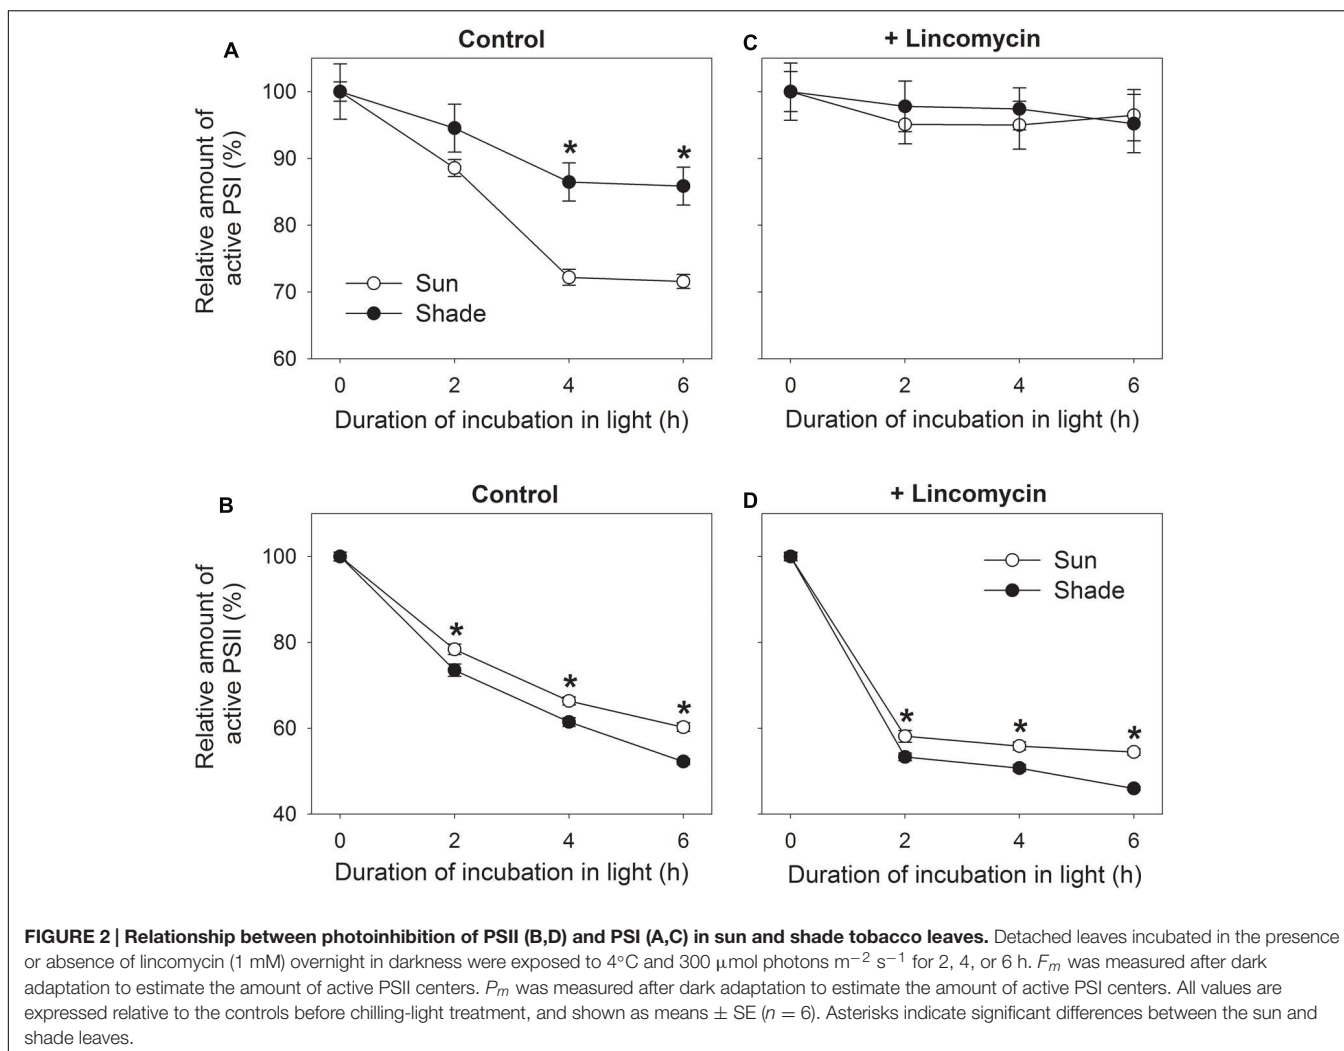 A
Control
Relative amount of
active PSI (%)
100
90
80
70
60
*
*
Sun
Shade
0
2
4
6
Duration of incubation in light (h)
C
+ Lincomycin
0
2
4
6
Duration of incubation in light (h)
B
Control
Relative amount of
active PSII (%)
100
80
60
40
*
*
*
0
2
4
6
Duration of incubation in light (h)
D
+ Lincomycin
Sun
Shade
*
*
*
0
2
4
6
Duration of incubation in light (h)
FIGURE 2 | Relationship between photoinhibition of PSII (B,D) and PSI (A,C) in sun and shade tobacco leaves. Detached leaves incubated in the presence
or absence of lincomycin (1 mM) overnight in darkness were exposed to 4°C and 300 μmol photons m⁻² s⁻¹ for 2, 4, or 6 h. Fm was measured after dark
adaptation to estimate the amount of active PSII centers. Pm was measured after dark adaptation to estimate the amount of active PSI centers. All values are
expressed relative to the controls before chilling-light treatment, and shown as means ± SE (n = 6). Asterisks indicate significant differences between the sun and
shade leaves.